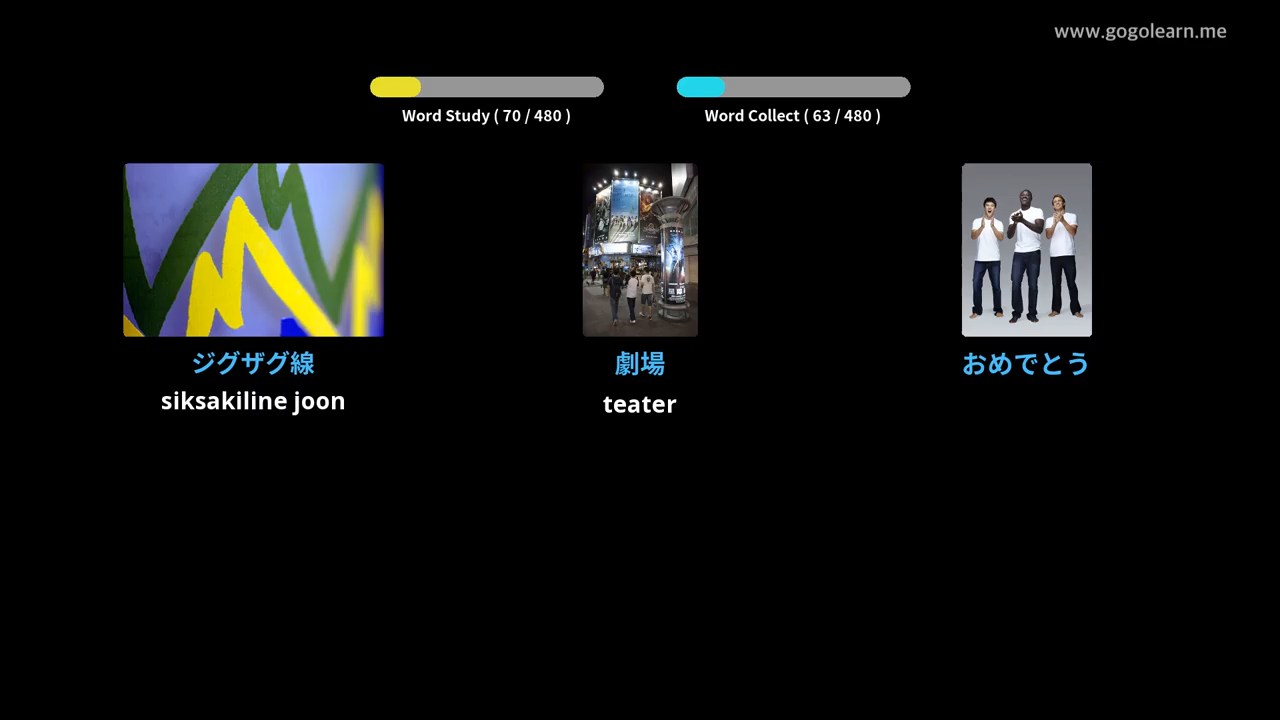 www.gogolearn.me
Word Study ( 70 / 480 )
Word Collect ( 63 / 480 )
ジグザグ線
劇場
おめでとう
siksakiline joon
teater